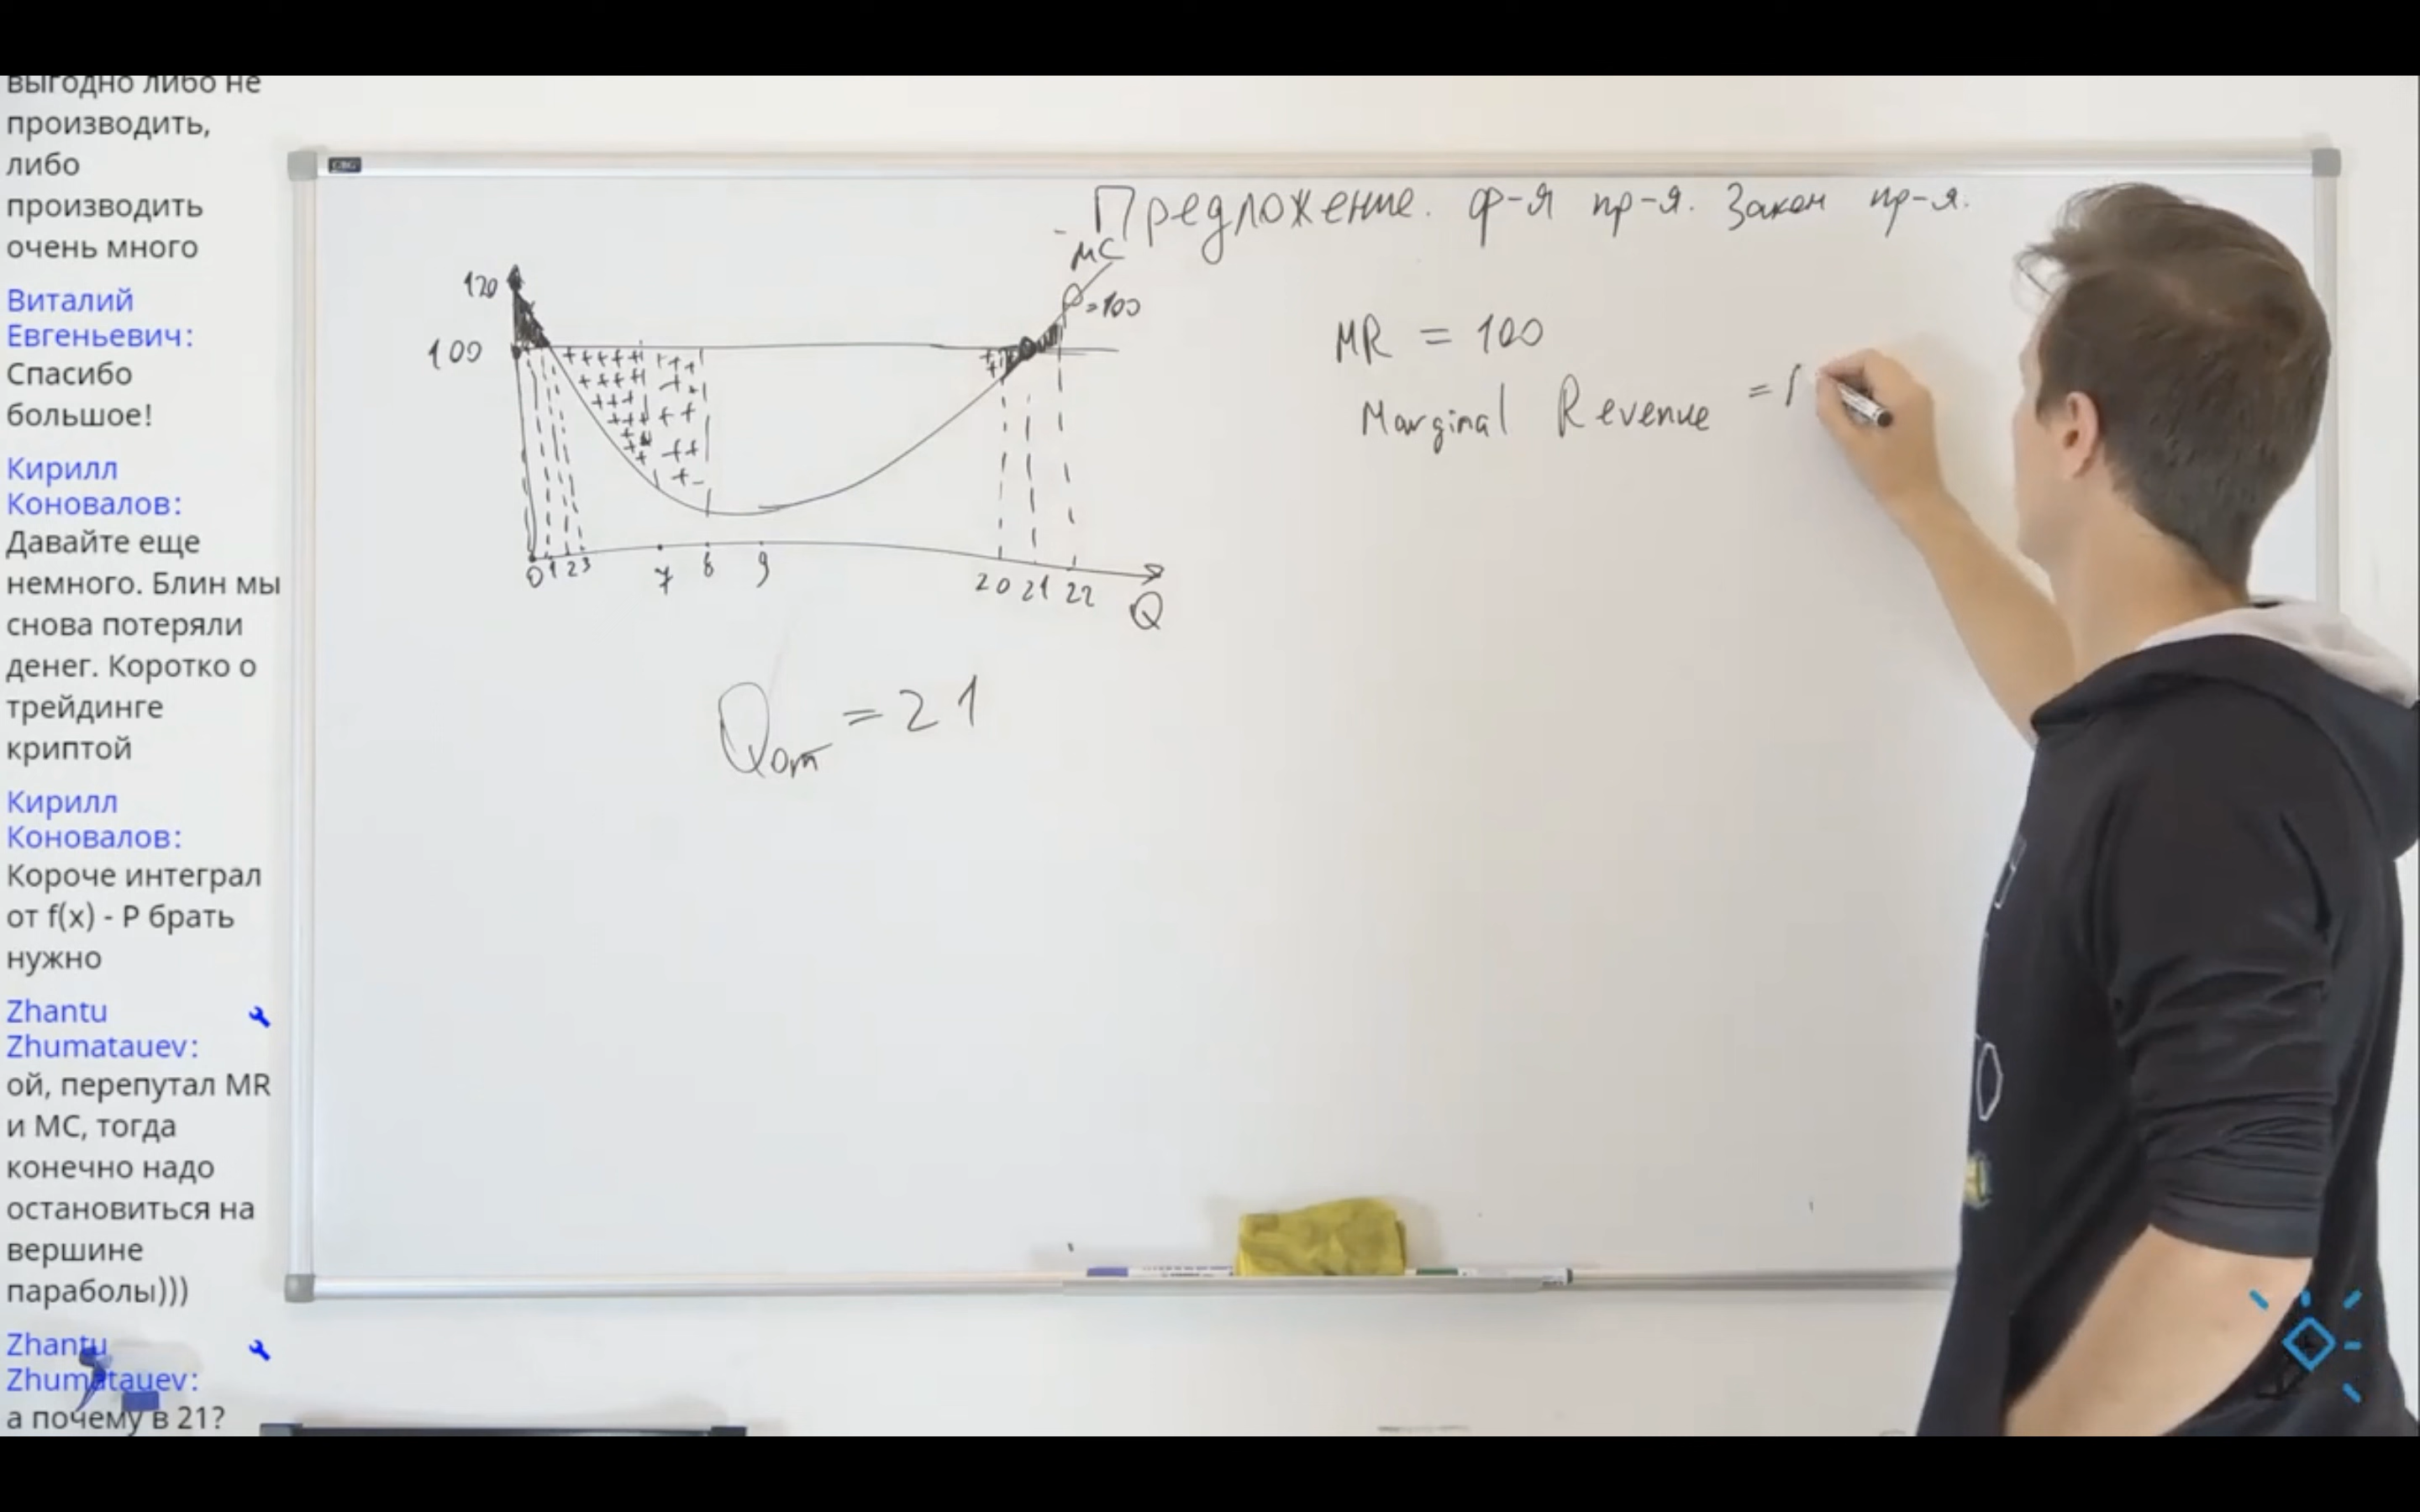 выгодно либо не
производить,
либо
производить
очень много
Виталий
Евгеньевич:
Спасибо
большое!
Кирилл
Коновалов:
Давайте еще
немного. Блин мы
снова потеряли
денег. Коротко о
трейдинге
криптой
Кирилл
Коновалов:
Короче интеграл
от f(x) - P брать
нужно
Zhantu
Zhumatauev:
ой, перепутал MR
и MC, тогда
конечно надо
остановиться на
вершине
параболы)))
Zhantu
Zhumatauev:
а почему в 21?
Предложение. ф-я пр-я. Закон пр-я.
MC
120
P=100
100
0 1 2 3 7 8 9 20 21 22
Q
Qопт = 21
MR = 100
Marginal Revenue =